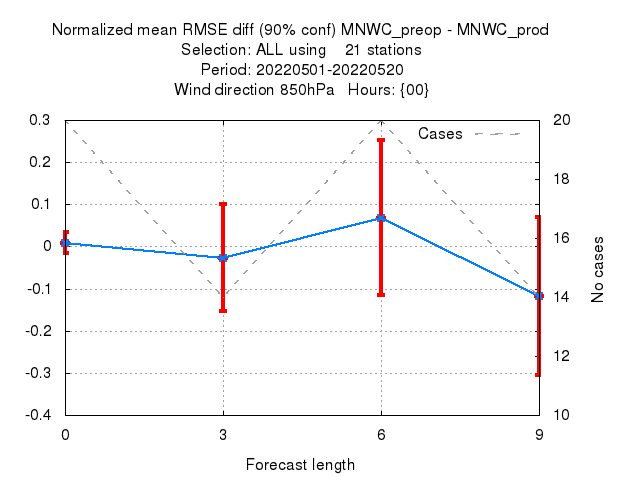 Normalized mean RMSE diff (90% conf) MNWC_preop - MNWC_prod
Selection: ALL using 21 stations
Period: 20220501-20220520
Wind direction 850hPa Hours: {00}
0.3
0.2
0.1
0
-0.1
-0.2
-0.3
-0.4
Cases
20
18
16
14
12
10
No cases
0 3 6 9
Forecast length